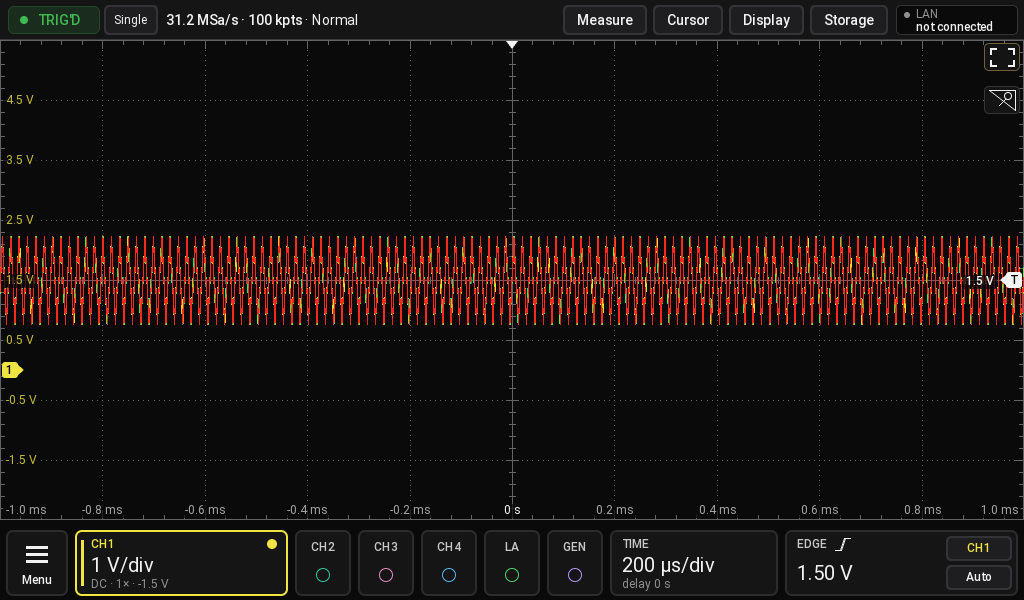 TRIG'D
Single
31.2 MSa/s · 100 kpts · Normal
Measure
Cursor
Display
Storage
LAN
not connected
4.5 V
3.5 V
2.5 V
1.5 V
1.5 V
T
0.5 V
1
-0.5 V
-1.5 V
-1.0 ms
-0.8 ms
-0.6 ms
-0.4 ms
-0.2 ms
0 s
0.2 ms
0.4 ms
0.6 ms
0.8 ms
1.0 ms
Menu
CH1
1 V/div
DC · 1× · -1.5 V
CH2
CH3
CH4
LA
GEN
TIME
200 µs/div
delay 0 s
EDGE
1.50 V
CH1
Auto